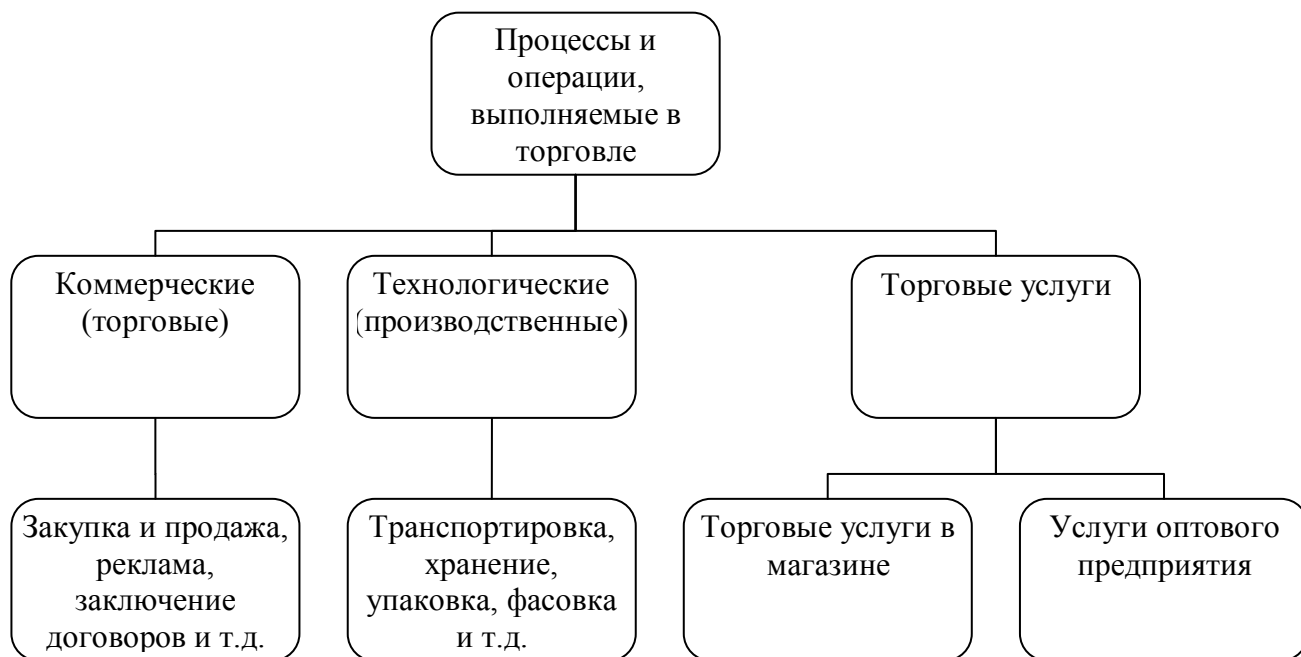 Процессы и
операции,
выполняемые в
торговле
Коммерческие
(торговые)
Технологические
(производственные)
Торговые услуги
Закупка и продажа,
реклама,
заключение
договоров и т.д.
Транспортировка,
хранение,
упаковка, фасовка
и т.д.
Торговые услуги в
магазине
Услуги оптового
предприятия